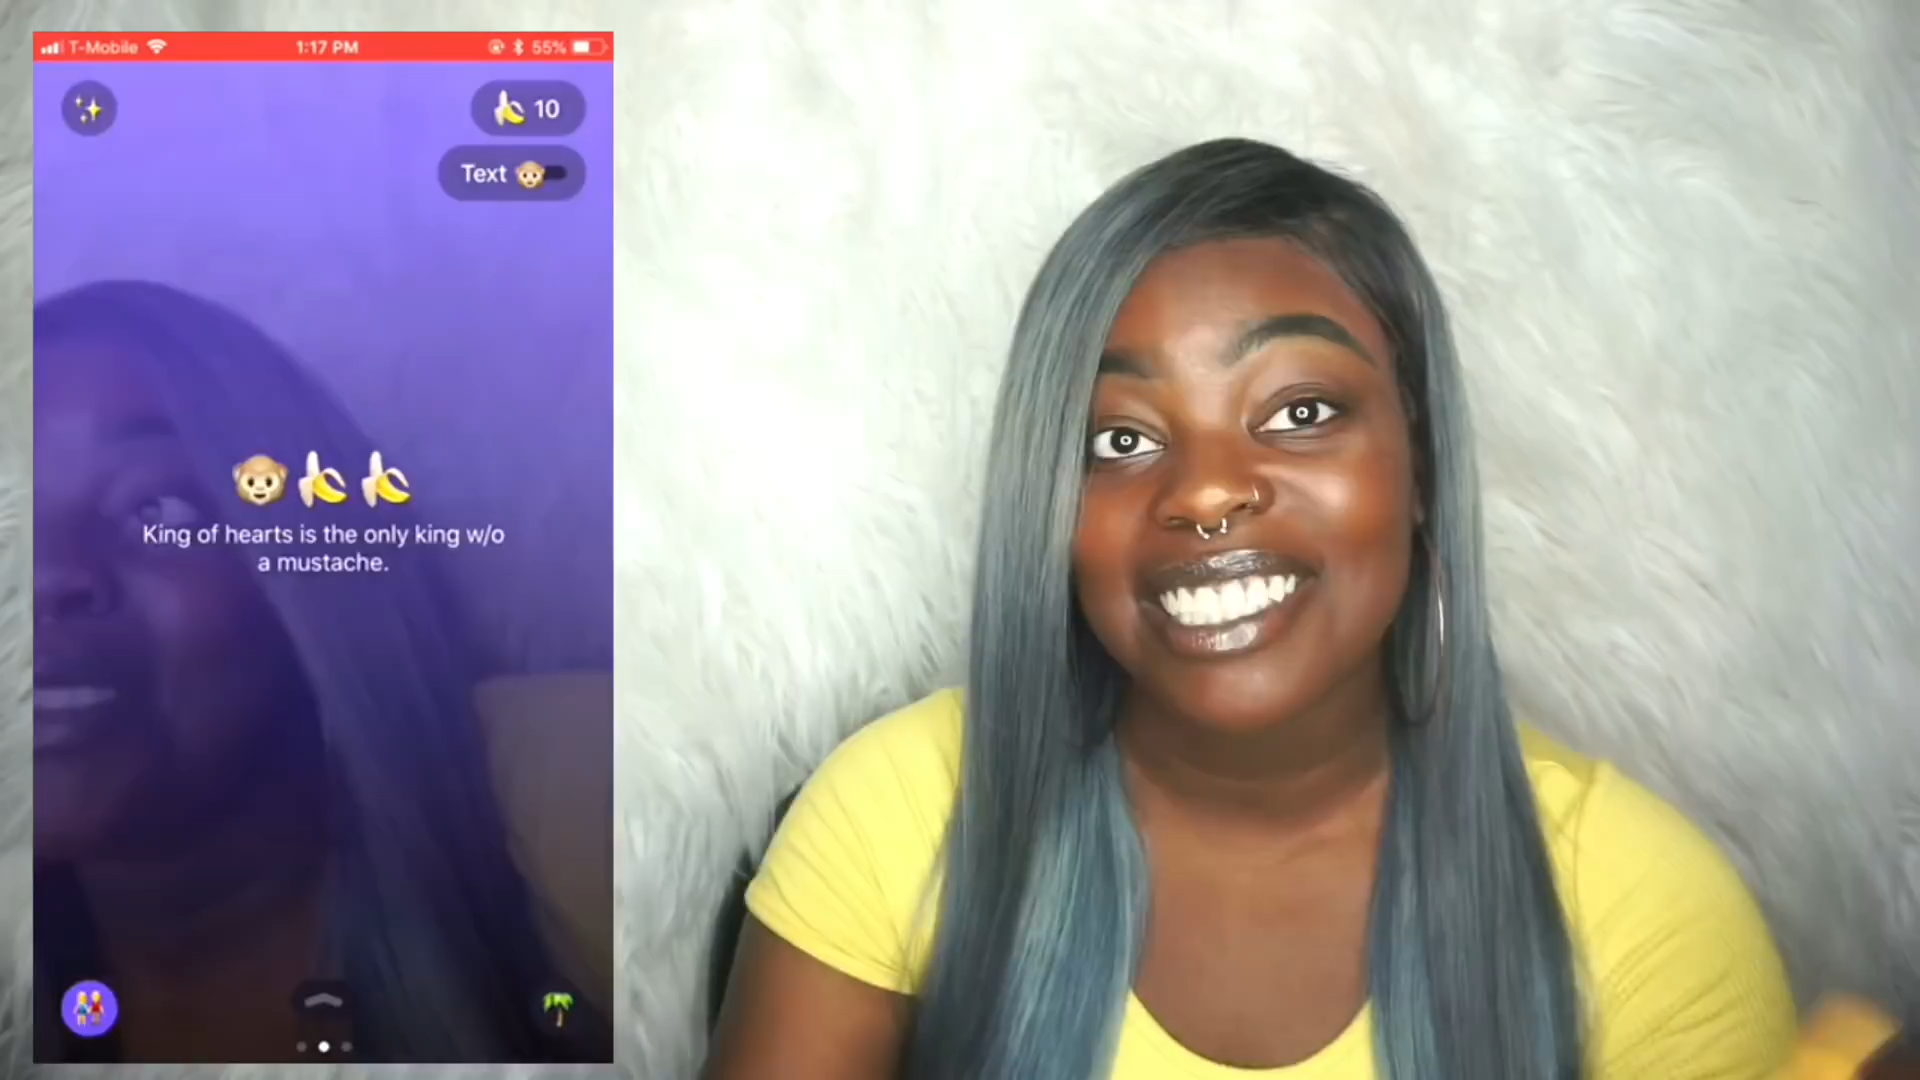 T-Mobile 1:17 PM 55%
10
Text
King of hearts is the only king w/o
a mustache.